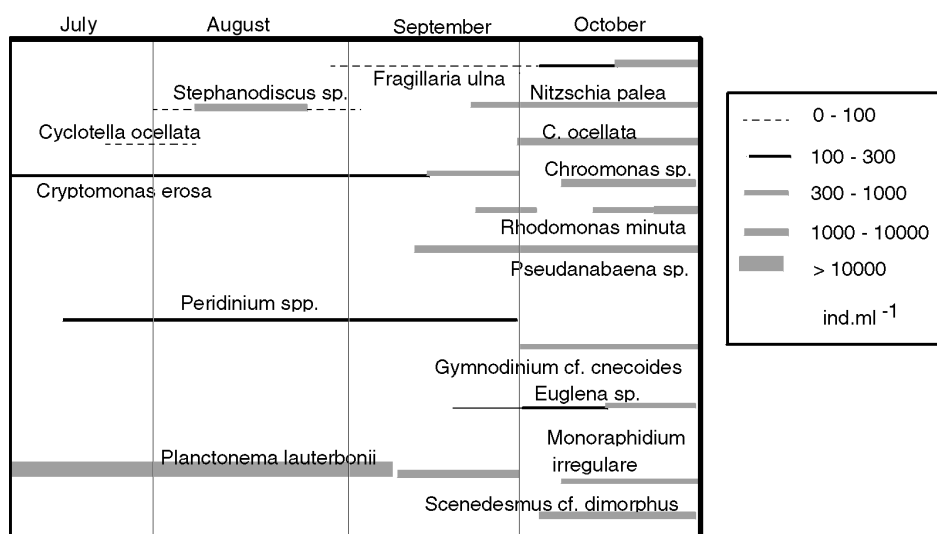 July August September October
Fragillaria ulna
Stephanodiscus sp.
Nitzschia palea
Cyclotella ocellata
C. ocellata
Chroomonas sp.
Cryptomonas erosa
Rhodomonas minuta
Pseudanabaena sp.
Peridinium spp.
Gymnodinium cf. cnecoides
Euglena sp.
Monoraphidium
irregulare
Planctonema lauterbonii
Scenedesmus cf. dimorphus
0 - 100
100 - 300
300 - 1000
1000 - 10000
> 10000
ind.ml -1